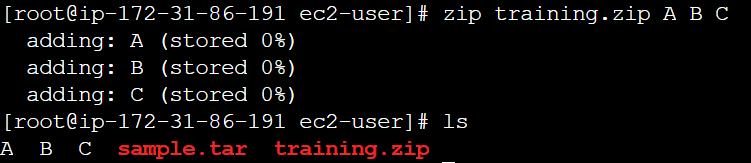 [root@ip-172-31-86-191 ec2-user]# zip training.zip A B C
  adding: A (stored 0%)
  adding: B (stored 0%)
  adding: C (stored 0%)
[root@ip-172-31-86-191 ec2-user]# ls
A  B  C  sample.tar  training.zip